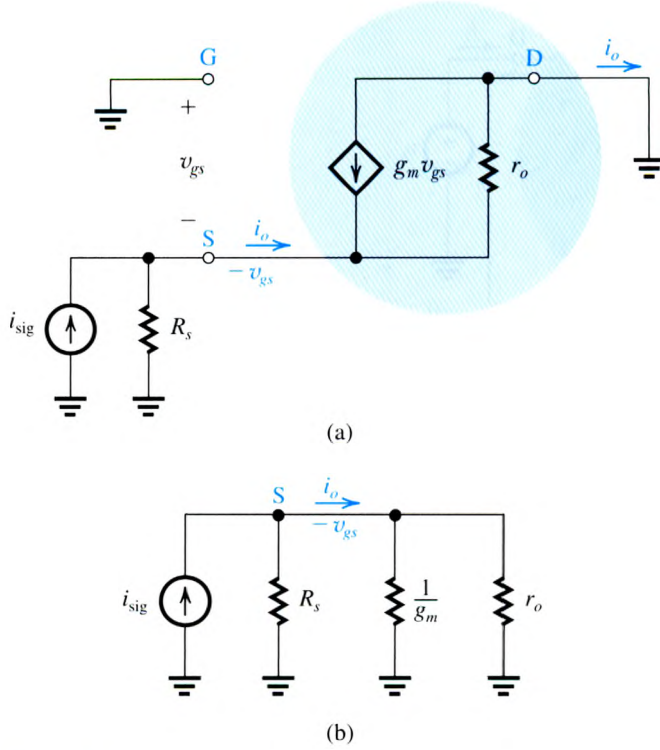 G
D
i_o
+
v_gs
−
g_m v_gs
r_o
S
i_o
− v_gs
i_sig
R_s
(a)
S
i_o
− v_gs
i_sig
R_s
1
g_m
r_o
(b)